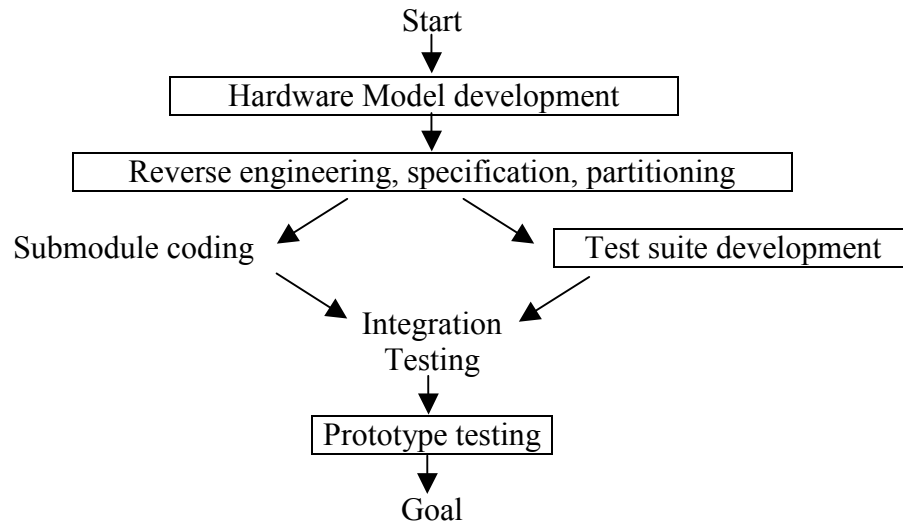 Start
Hardware Model development
Reverse engineering, specification, partitioning
Submodule coding
Test suite development
Integration
Testing
Prototype testing
Goal